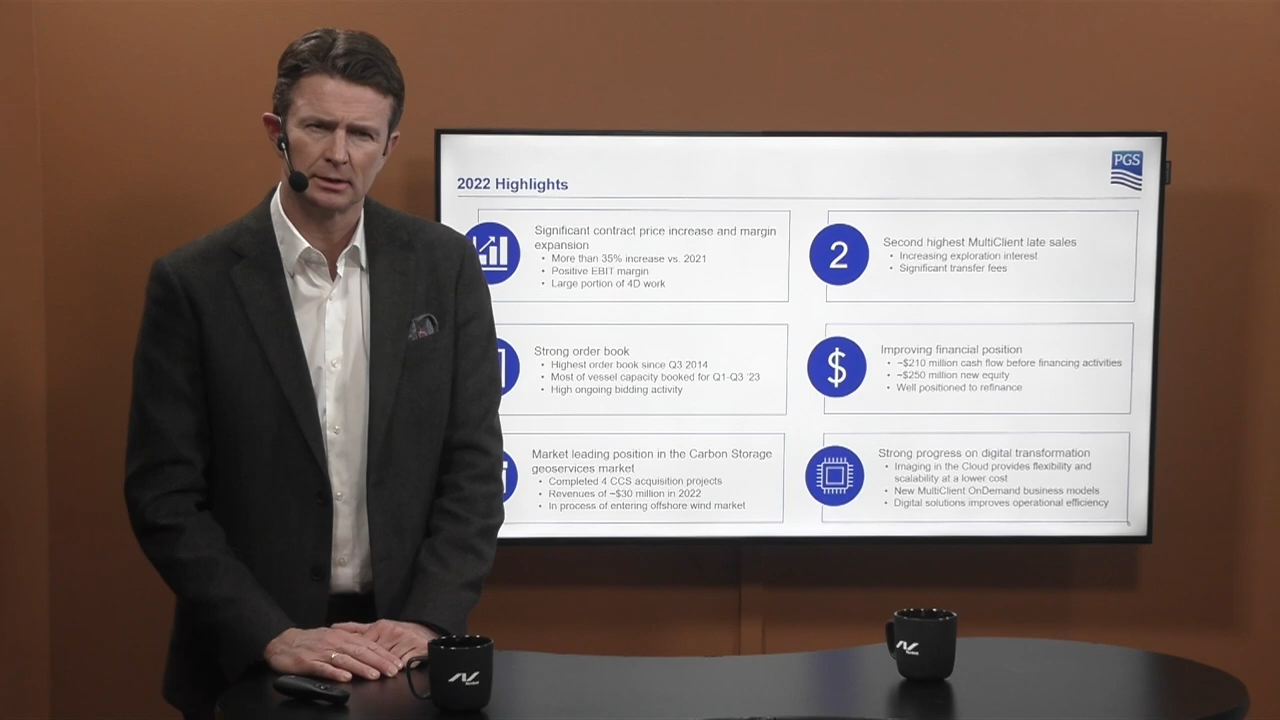 PGS
2022 Highlights
Significant contract price increase and margin
expansion
• More than 35% increase vs. 2021
• Positive EBIT margin
• Large portion of 4D work
2
Second highest MultiClient late sales
• Increasing exploration interest
• Significant transfer fees
Strong order book
• Highest order book since Q3 2014
• Most of vessel capacity booked for Q1-Q3 '23
• High ongoing bidding activity
$
Improving financial position
• ~$210 million cash flow before financing activities
• ~$250 million new equity
• Well positioned to refinance
Market leading position in the Carbon Storage
geoservices market
• Completed 4 CCS acquisition projects
• Revenues of ~$30 million in 2022
• In process of entering offshore wind market
Strong progress on digital transformation
• Imaging in the Cloud provides flexibility and
scalability at a lower cost
• New MultiClient OnDemand business models
• Digital solutions improves operational efficiency